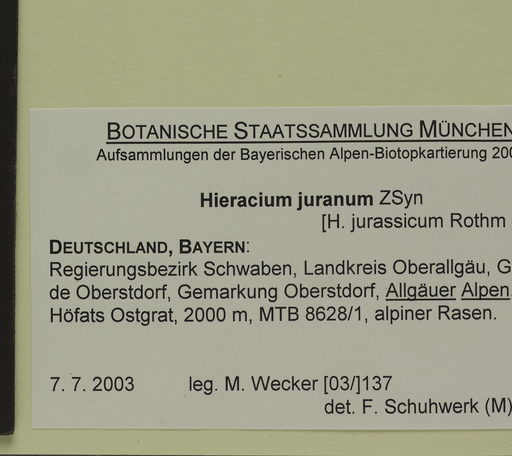 BOTANISCHE STAATSSAMMLUNG MÜNCHEN
Aufsammlungen der Bayerischen Alpen-Biotopkartierung 200
Hieracium juranum ZSyn
[H. jurassicum Rothm
DEUTSCHLAND, BAYERN:
Regierungsbezirk Schwaben, Landkreis Oberallgäu, G
de Oberstdorf, Gemarkung Oberstdorf, Allgäuer Alpen,
Höfats Ostgrat, 2000 m, MTB 8628/1, alpiner Rasen.
7. 7. 2003 leg. M. Wecker [03/]137
det. F. Schuhwerk (M)